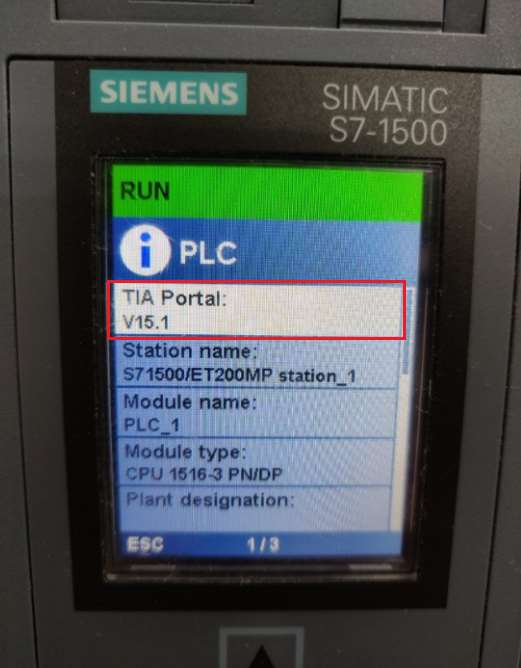 SIEMENS
SIMATIC
S7-1500
RUN
PLC
TIA Portal:
V15.1
Station name:
S71500/ET200MP station_1
Module name:
PLC_1
Module type:
CPU 1516-3 PN/DP
Plant designation:
ESC 1/3